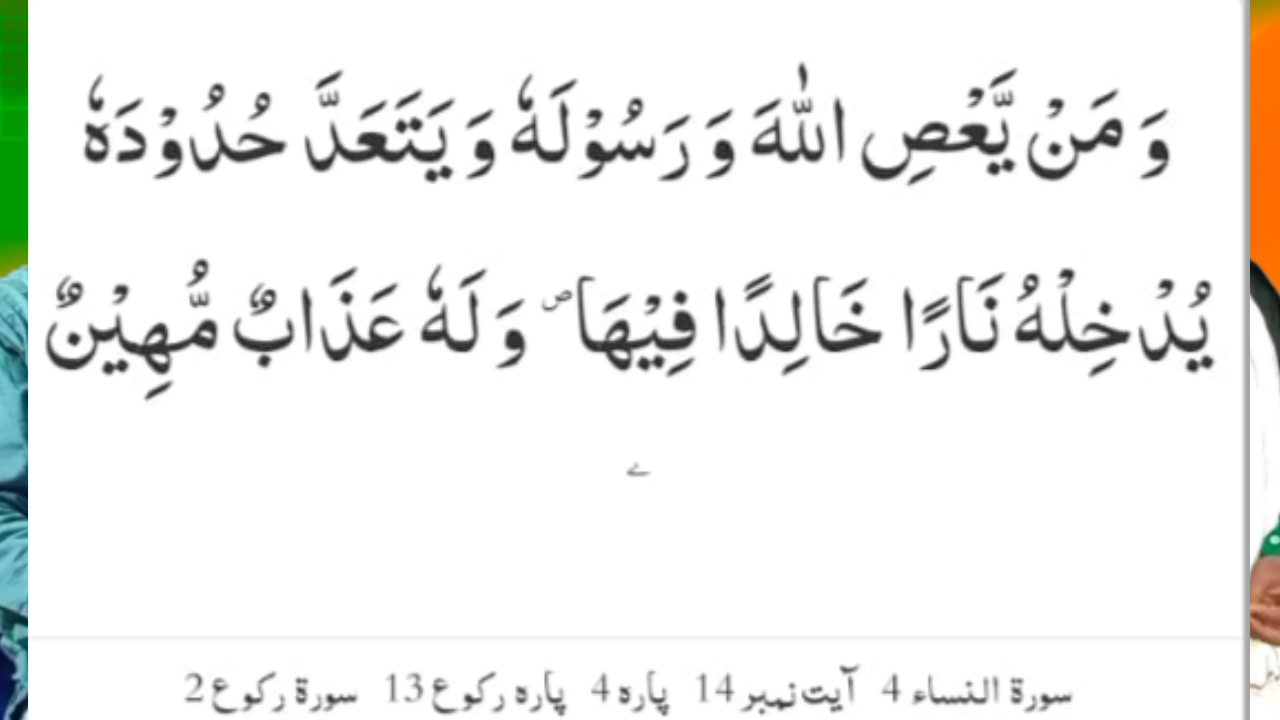 وَ مَنْ یَّعْصِ اللّٰهَ وَ رَسُوْلَهٗ وَ یَتَعَدَّ حُدُوْدَهٗ
یُدْخِلْهُ نَارًا خَالِدًا فِیْهَا ۪ وَ لَهٗ عَذَابٌ مُّهِیْنٌ
ے
سورۃ النساء 4 آیت نمبر 14 پارہ 4 پارہ رکوع 13 سورۃ رکوع 2